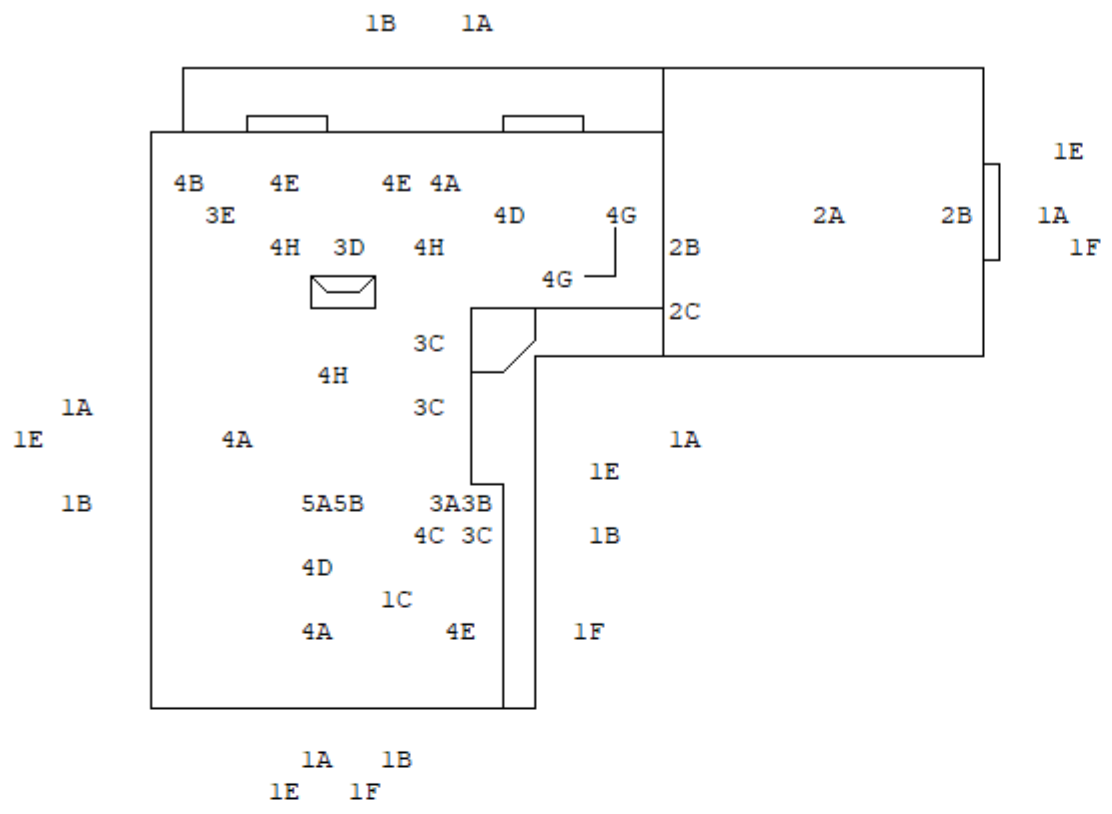 1B 1A
1E
4B 4E 4E 4A
3E 4D 4G 2A 2B 1A
4H 3D 4H 2B 1F
4G
2C
3C
4H
1A 3C
1E 4A 1A
1E
1B 5A5B 3A3B
4C 3C 1B
4D
1C
4A 4E 1F
1A 1B
1E 1F